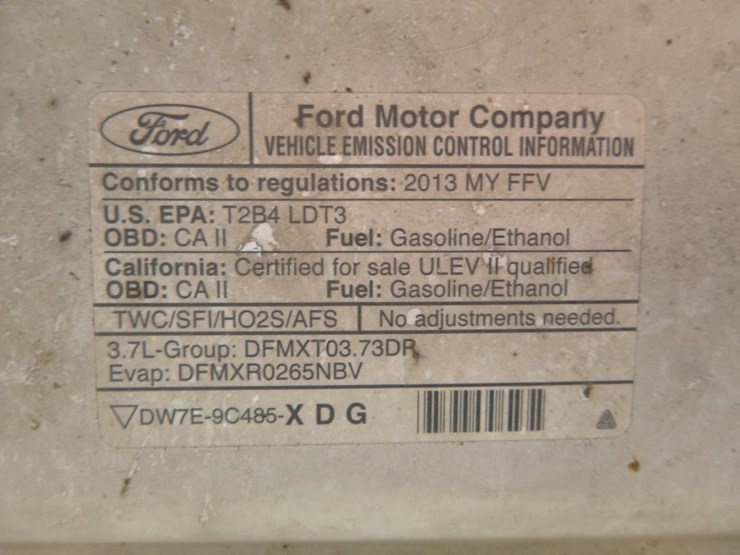 Ford
Ford Motor Company
VEHICLE EMISSION CONTROL INFORMATION
Conforms to regulations: 2013 MY FFV
U.S. EPA: T2B4 LDT3
OBD: CA II Fuel: Gasoline/Ethanol
California: Certified for sale ULEV II qualified
OBD: CA II Fuel: Gasoline/Ethanol
TWC/SFI/HO2S/AFS No adjustments needed.
3.7L-Group: DFMXT03.73DR
Evap: DFMXR0265NBV
DW7E-9C485-X D G